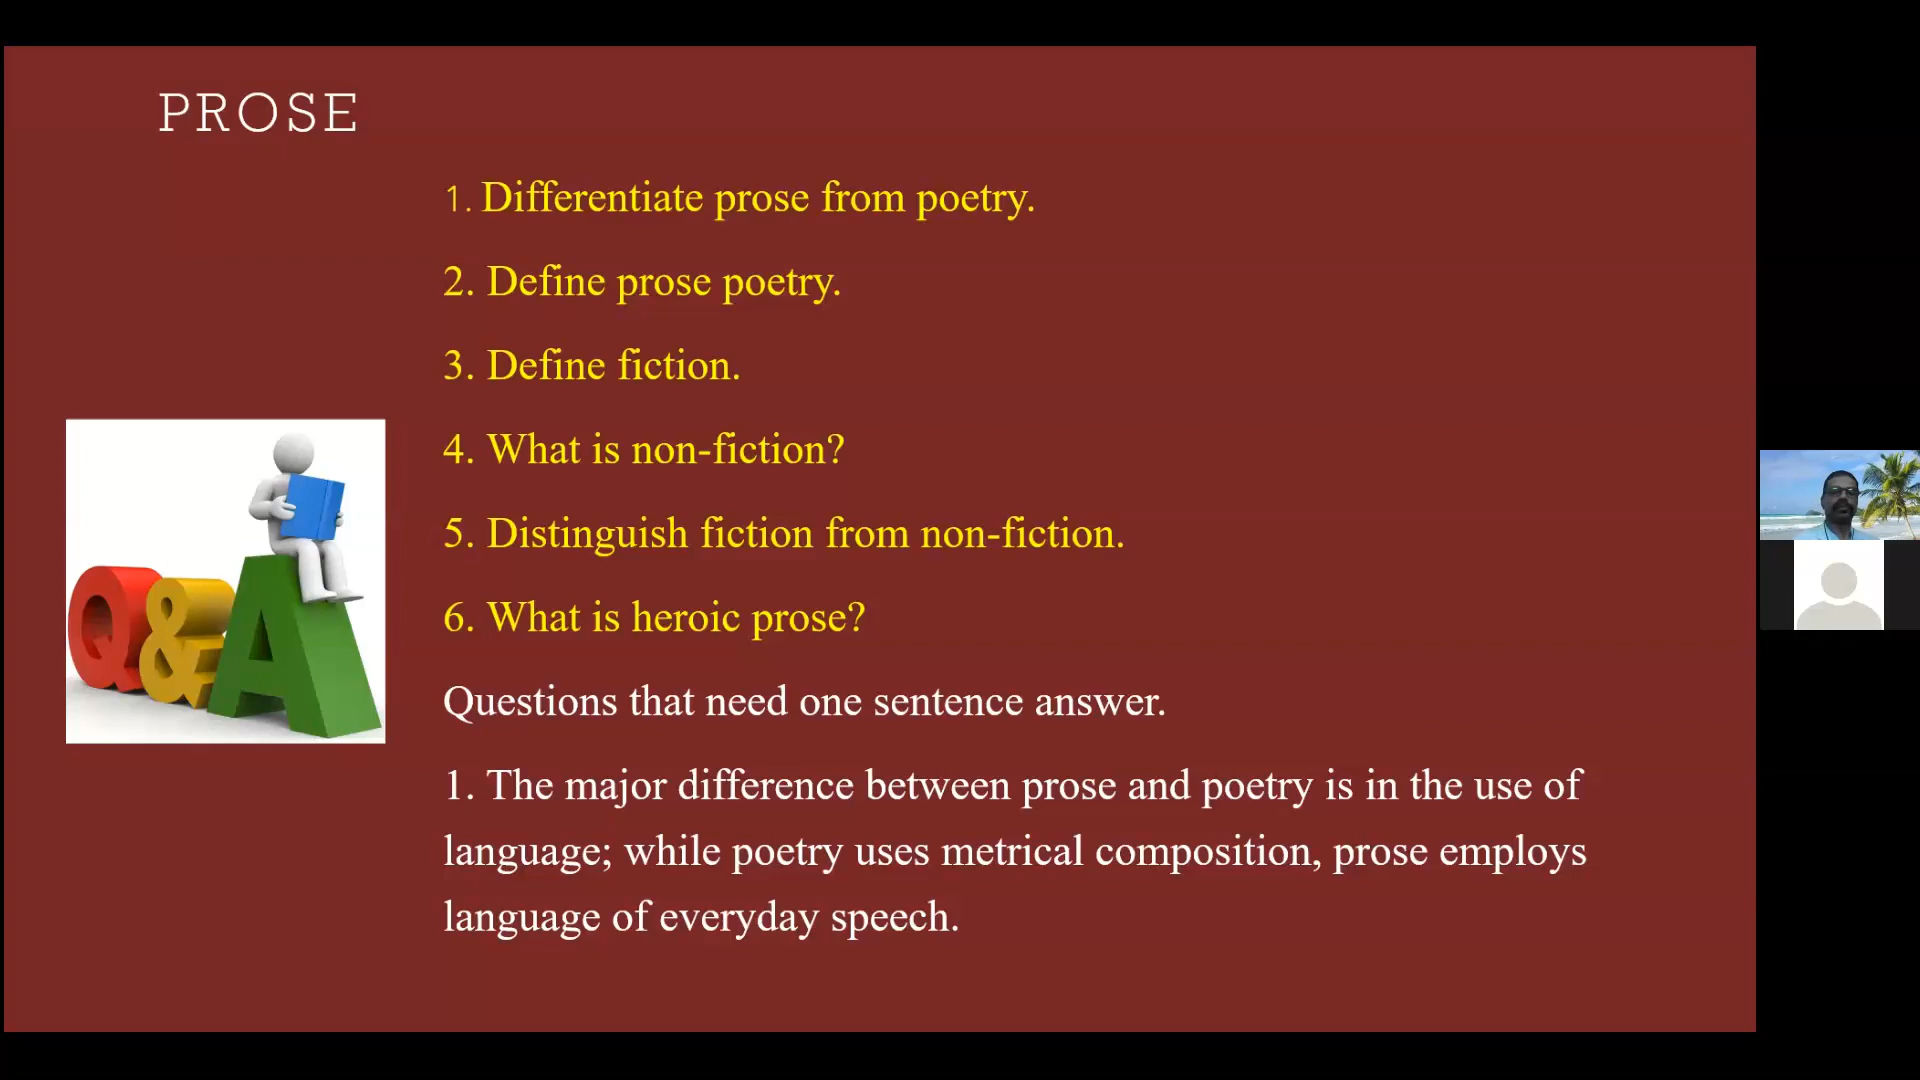 PROSE
1. Differentiate prose from poetry.
2. Define prose poetry.
3. Define fiction.
4. What is non-fiction?
5. Distinguish fiction from non-fiction.
6. What is heroic prose?
Q&A
Questions that need one sentence answer.
1. The major difference between prose and poetry is in the use of
language; while poetry uses metrical composition, prose employs
language of everyday speech.